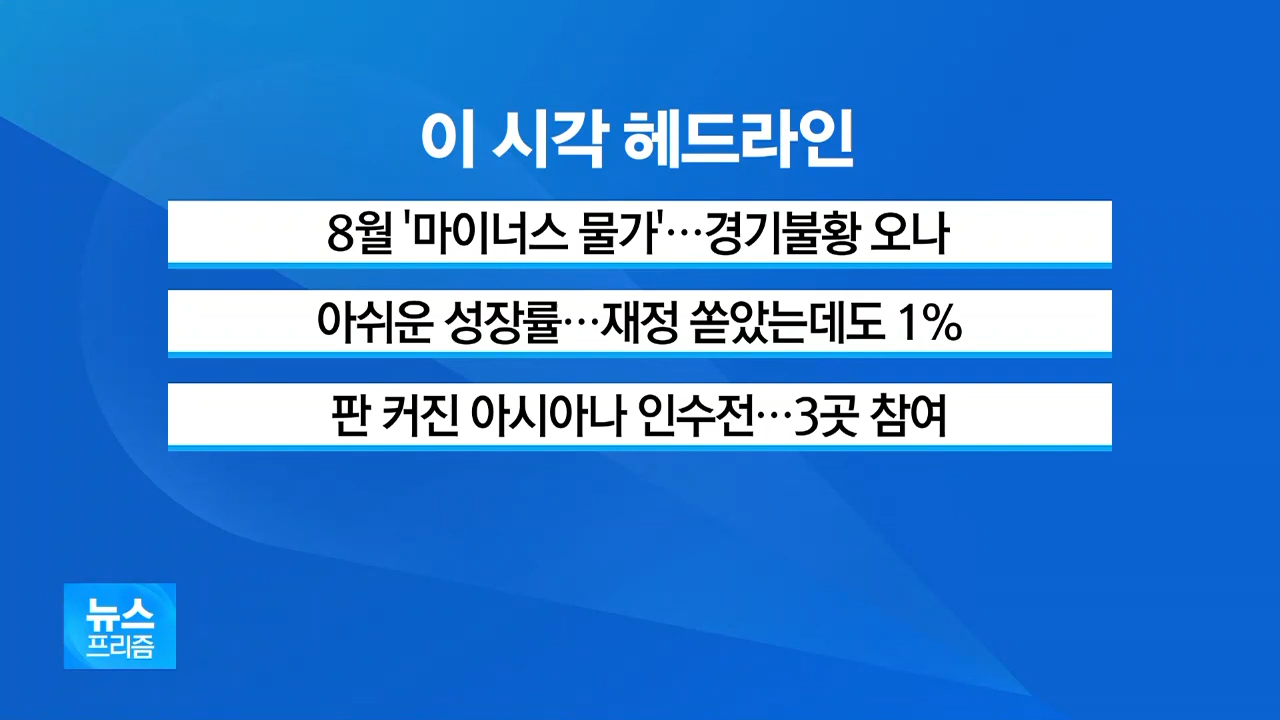 이 시각 헤드라인
8월 '마이너스 물가'…경기불황 오나
아쉬운 성장률…재정 쏟았는데도 1%
판 커진 아시아나 인수전…3곳 참여
뉴스
프리즘